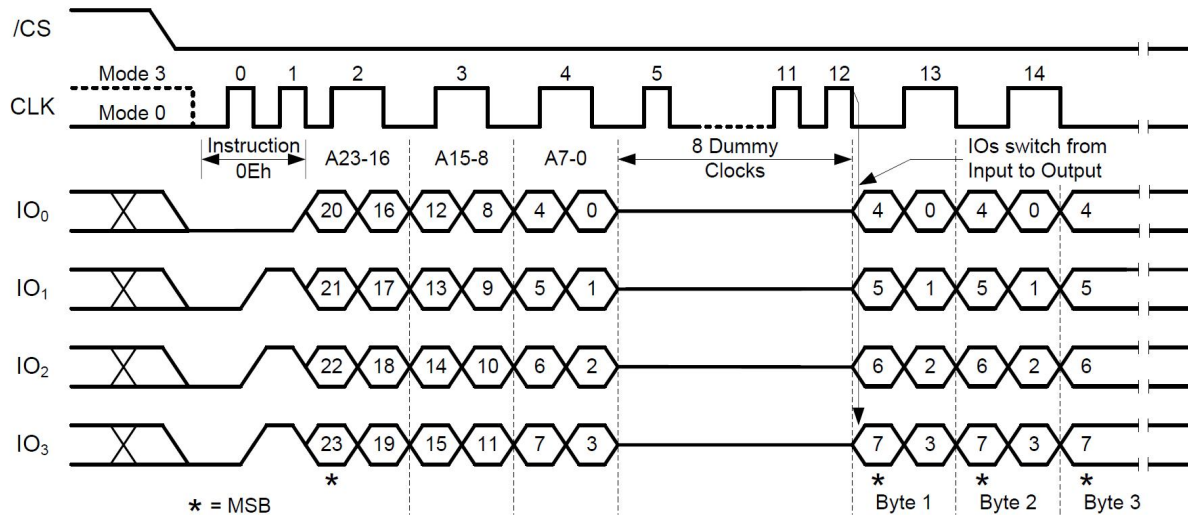 /CS
Mode 3 0 1 2 3 4 5 11 12 13 14
CLK Mode 0
Instruction A23-16 A15-8 A7-0 8 Dummy IOs switch from
0Eh Clocks Input to Output
IO0 20 16 12 8 4 0 4 0 4 0 4
IO1 21 17 13 9 5 1 5 1 5 1 5
IO2 22 18 14 10 6 2 6 2 6 2 6
IO3 23 19 15 11 7 3 7 3 7 3 7
* * * *
* = MSB Byte 1 Byte 2 Byte 3